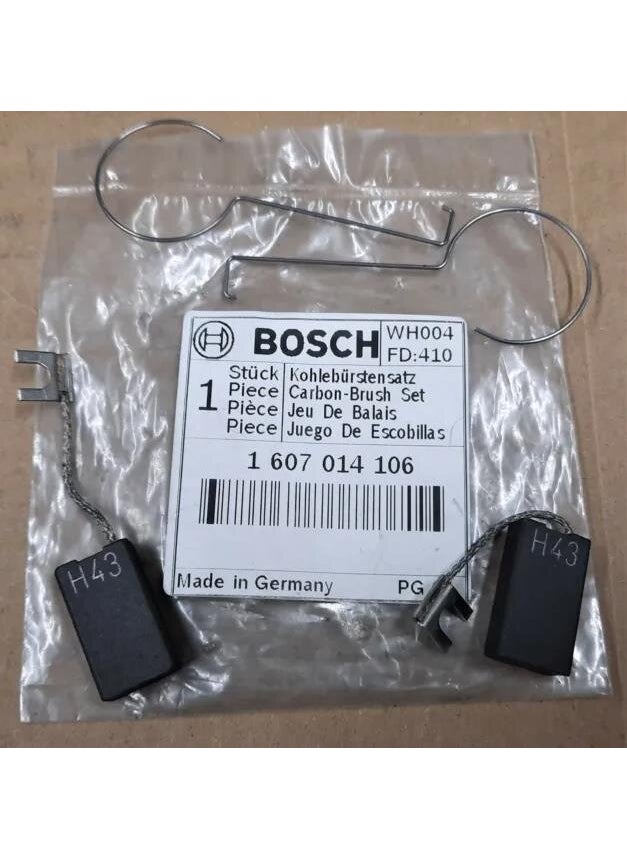 BOSCH WH004
FD:410
1 Stück Kohlebürstensatz
Piece Carbon-Brush Set
Pièce Jeu De Balais
Piece Juego De Escobillas
1 607 014 106
Made in Germany PG
H43
H43